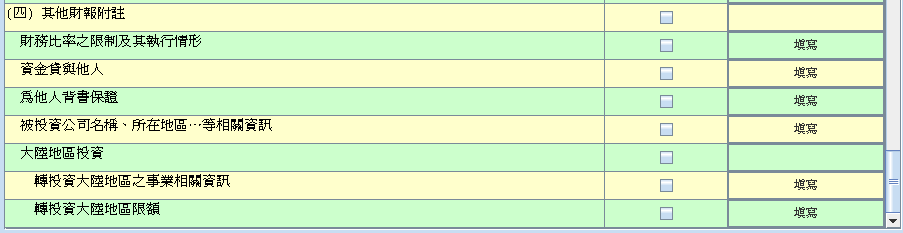 (四) 其他財報附註
財務比率之限制及其執行情形 填寫
資金貸與他人 填寫
為他人背書保證 填寫
被投資公司名稱、所在地區…等相關資訊 填寫
大陸地區投資
轉投資大陸地區之事業相關資訊 填寫
轉投資大陸地區限額 填寫